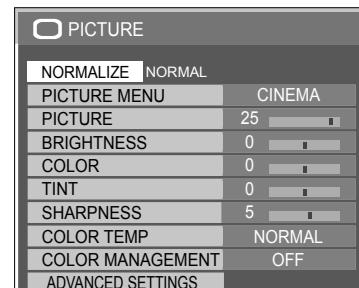 PICTURE
NORMALIZE NORMAL
PICTURE MENU CINEMA
PICTURE 25
BRIGHTNESS 0
COLOR 0
TINT 0
SHARPNESS 5
COLOR TEMP NORMAL
COLOR MANAGEMENT OFF
ADVANCED SETTINGS